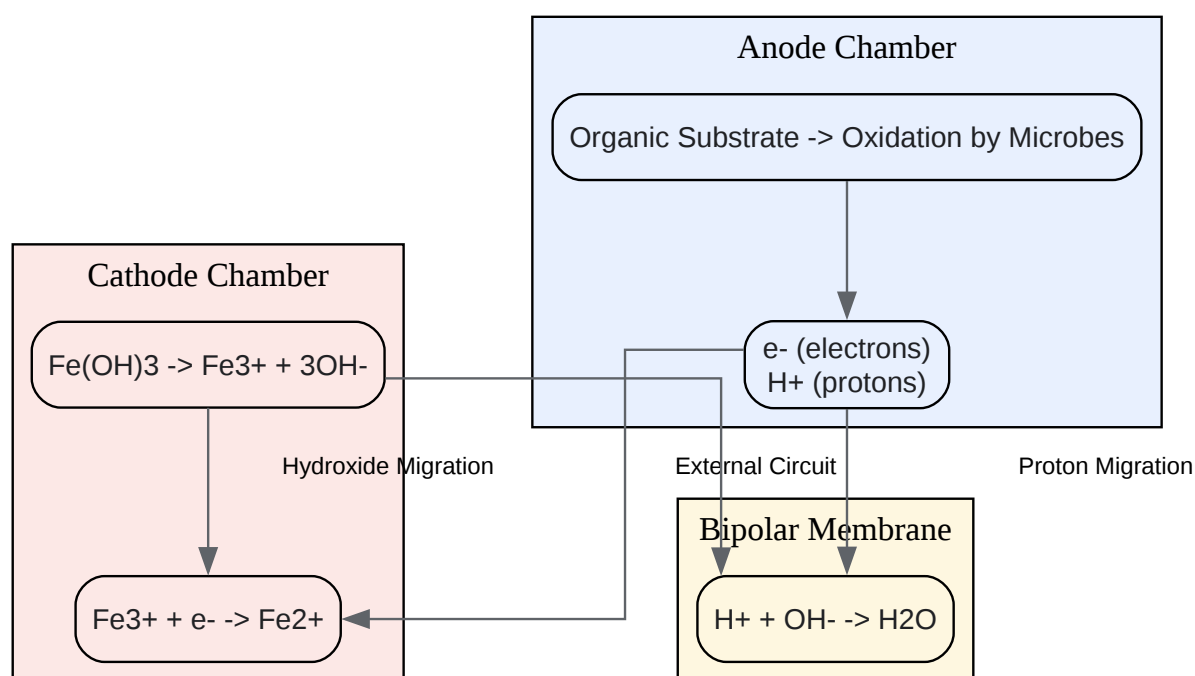 Anode Chamber
Organic Substrate -> Oxidation by Microbes
Cathode Chamber
Fe(OH)3 -> Fe3+ + 3OH-
e- (electrons)
H+ (protons)
Hydroxide Migration
External Circuit
Proton Migration
Bipolar Membrane
Fe3+ + e- -> Fe2+
H+ + OH- -> H2O